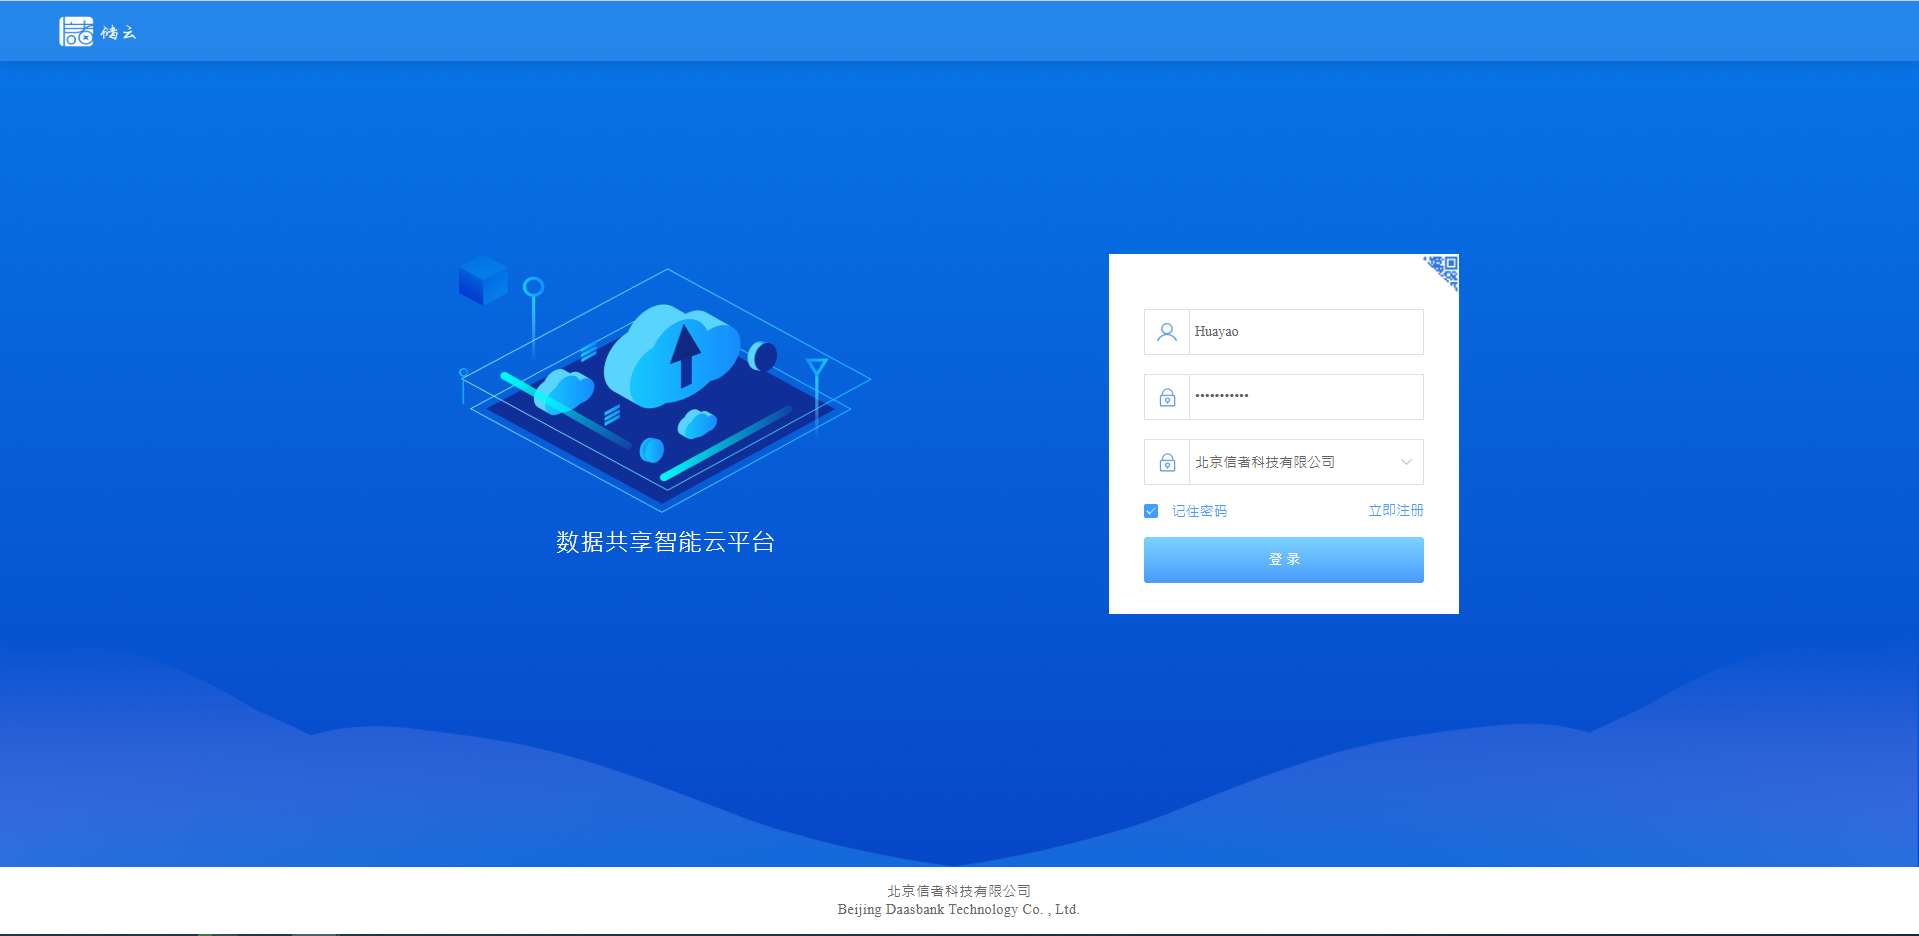 储云
Huayao
•••••••••••
北京信者科技有限公司
记住密码 立即注册
登 录
数据共享智能云平台
北京信者科技有限公司
Beijing Daasbank Technology Co. , Ltd.